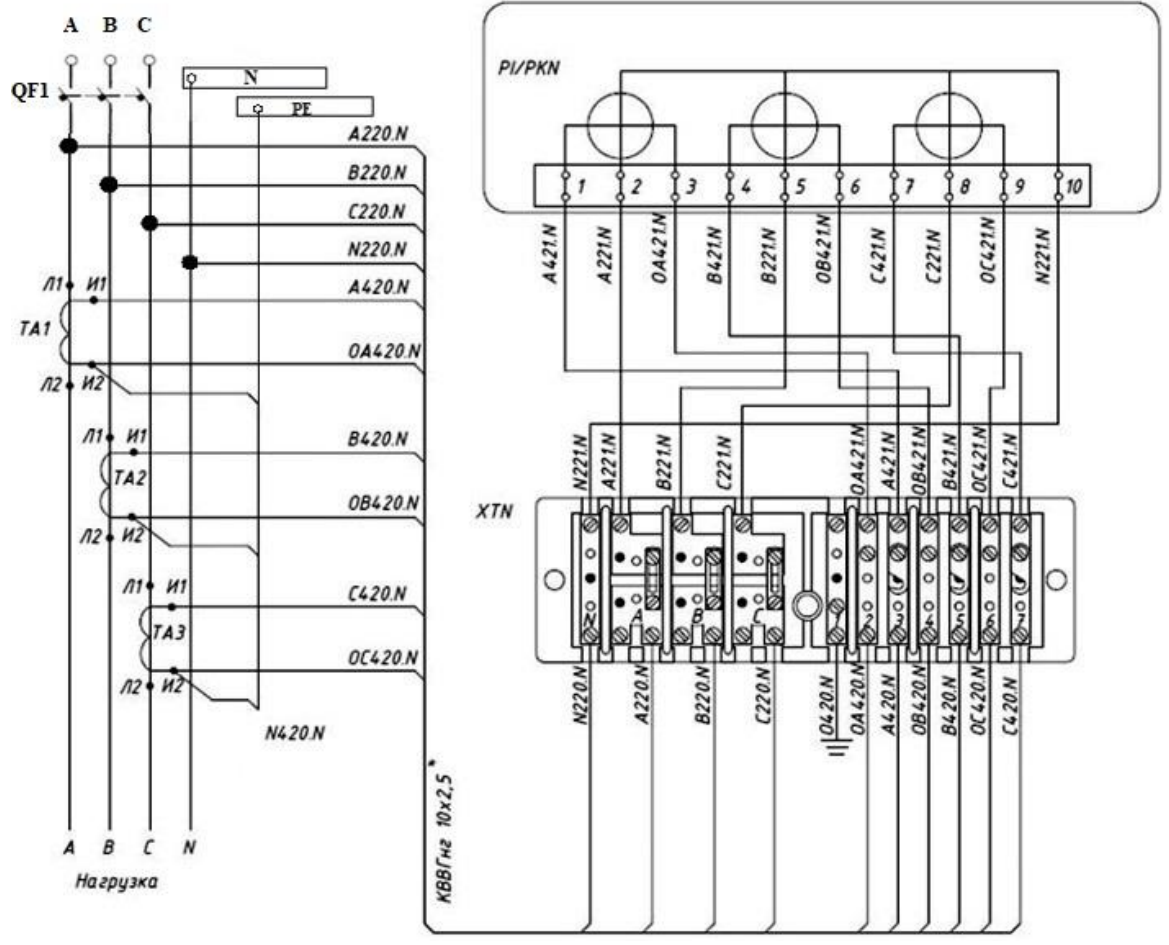 A B C
QF1
N
PE
A220.N
B220.N
C220.N
N220.N
Л1 И1
A420.N
TA1
OA420.N
Л2 И2
Л1 И1
B420.N
TA2
OB420.N
Л2 И2
Л1 И1
C420.N
TA3
OC420.N
Л2 И2
N420.N
КВВГнг 10x2,5*
A B C N
Нагрузка
PI/PKN
1 2 3 4 5 6 7 8 9 10
A421.N A221.N OA421.N B421.N B221.N OB421.N C421.N C221.N OC421.N N221.N
N221.N A221.N B221.N C221.N OA421.N A421.N OB421.N B421.N OC421.N C421.N
XTN
N A B C 1 2 3 4 5 6 7
N220.N A220.N B220.N C220.N O420.N OA420.N A420.N OB420.N B420.N OC420.N C420.N